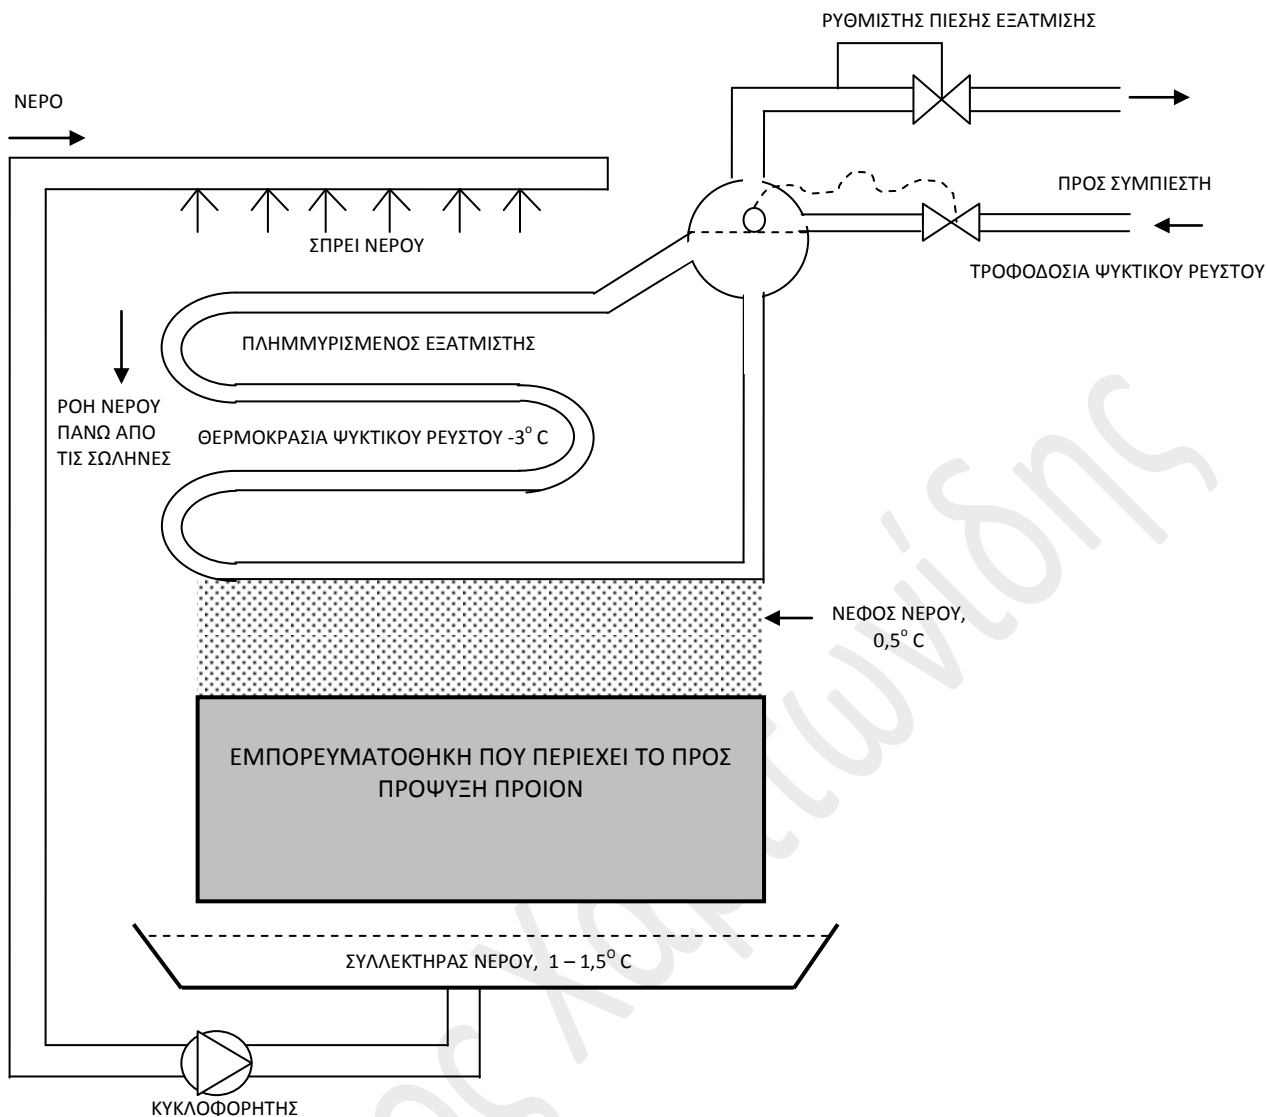 ΡΥΘΜΙΣΤΗΣ ΠΙΕΣΗΣ ΕΞΑΤΜΙΣΗΣ
ΝΕΡΟ
ΠΡΟΣ ΣΥΜΠΙΕΣΤΗ
ΣΠΡΕΙ ΝΕΡΟΥ
ΤΡΟΦΟΔΟΣΙΑ ΨΥΚΤΙΚΟΥ ΡΕΥΣΤΟΥ
ΠΛΗΜΜΥΡΙΣΜΕΝΟΣ ΕΞΑΤΜΙΣΤΗΣ
ΡΟΗ ΝΕΡΟΥ
ΠΑΝΩ ΑΠΟ
ΤΙΣ ΣΩΛΗΝΕΣ
ΘΕΡΜΟΚΡΑΣΙΑ ΨΥΚΤΙΚΟΥ ΡΕΥΣΤΟΥ -3° C
ΝΕΦΟΣ ΝΕΡΟΥ,
0,5° C
ΕΜΠΟΡΕΥΜΑΤΟΘΗΚΗ ΠΟΥ ΠΕΡΙΕΧΕΙ ΤΟ ΠΡΟΣ
ΠΡΟΨΥΞΗ ΠΡΟΙΟΝ
ΣΥΛΛΕΚΤΗΡΑΣ ΝΕΡΟΥ, 1 – 1,5° C
ΚΥΚΛΟΦΟΡΗΤΗΣ